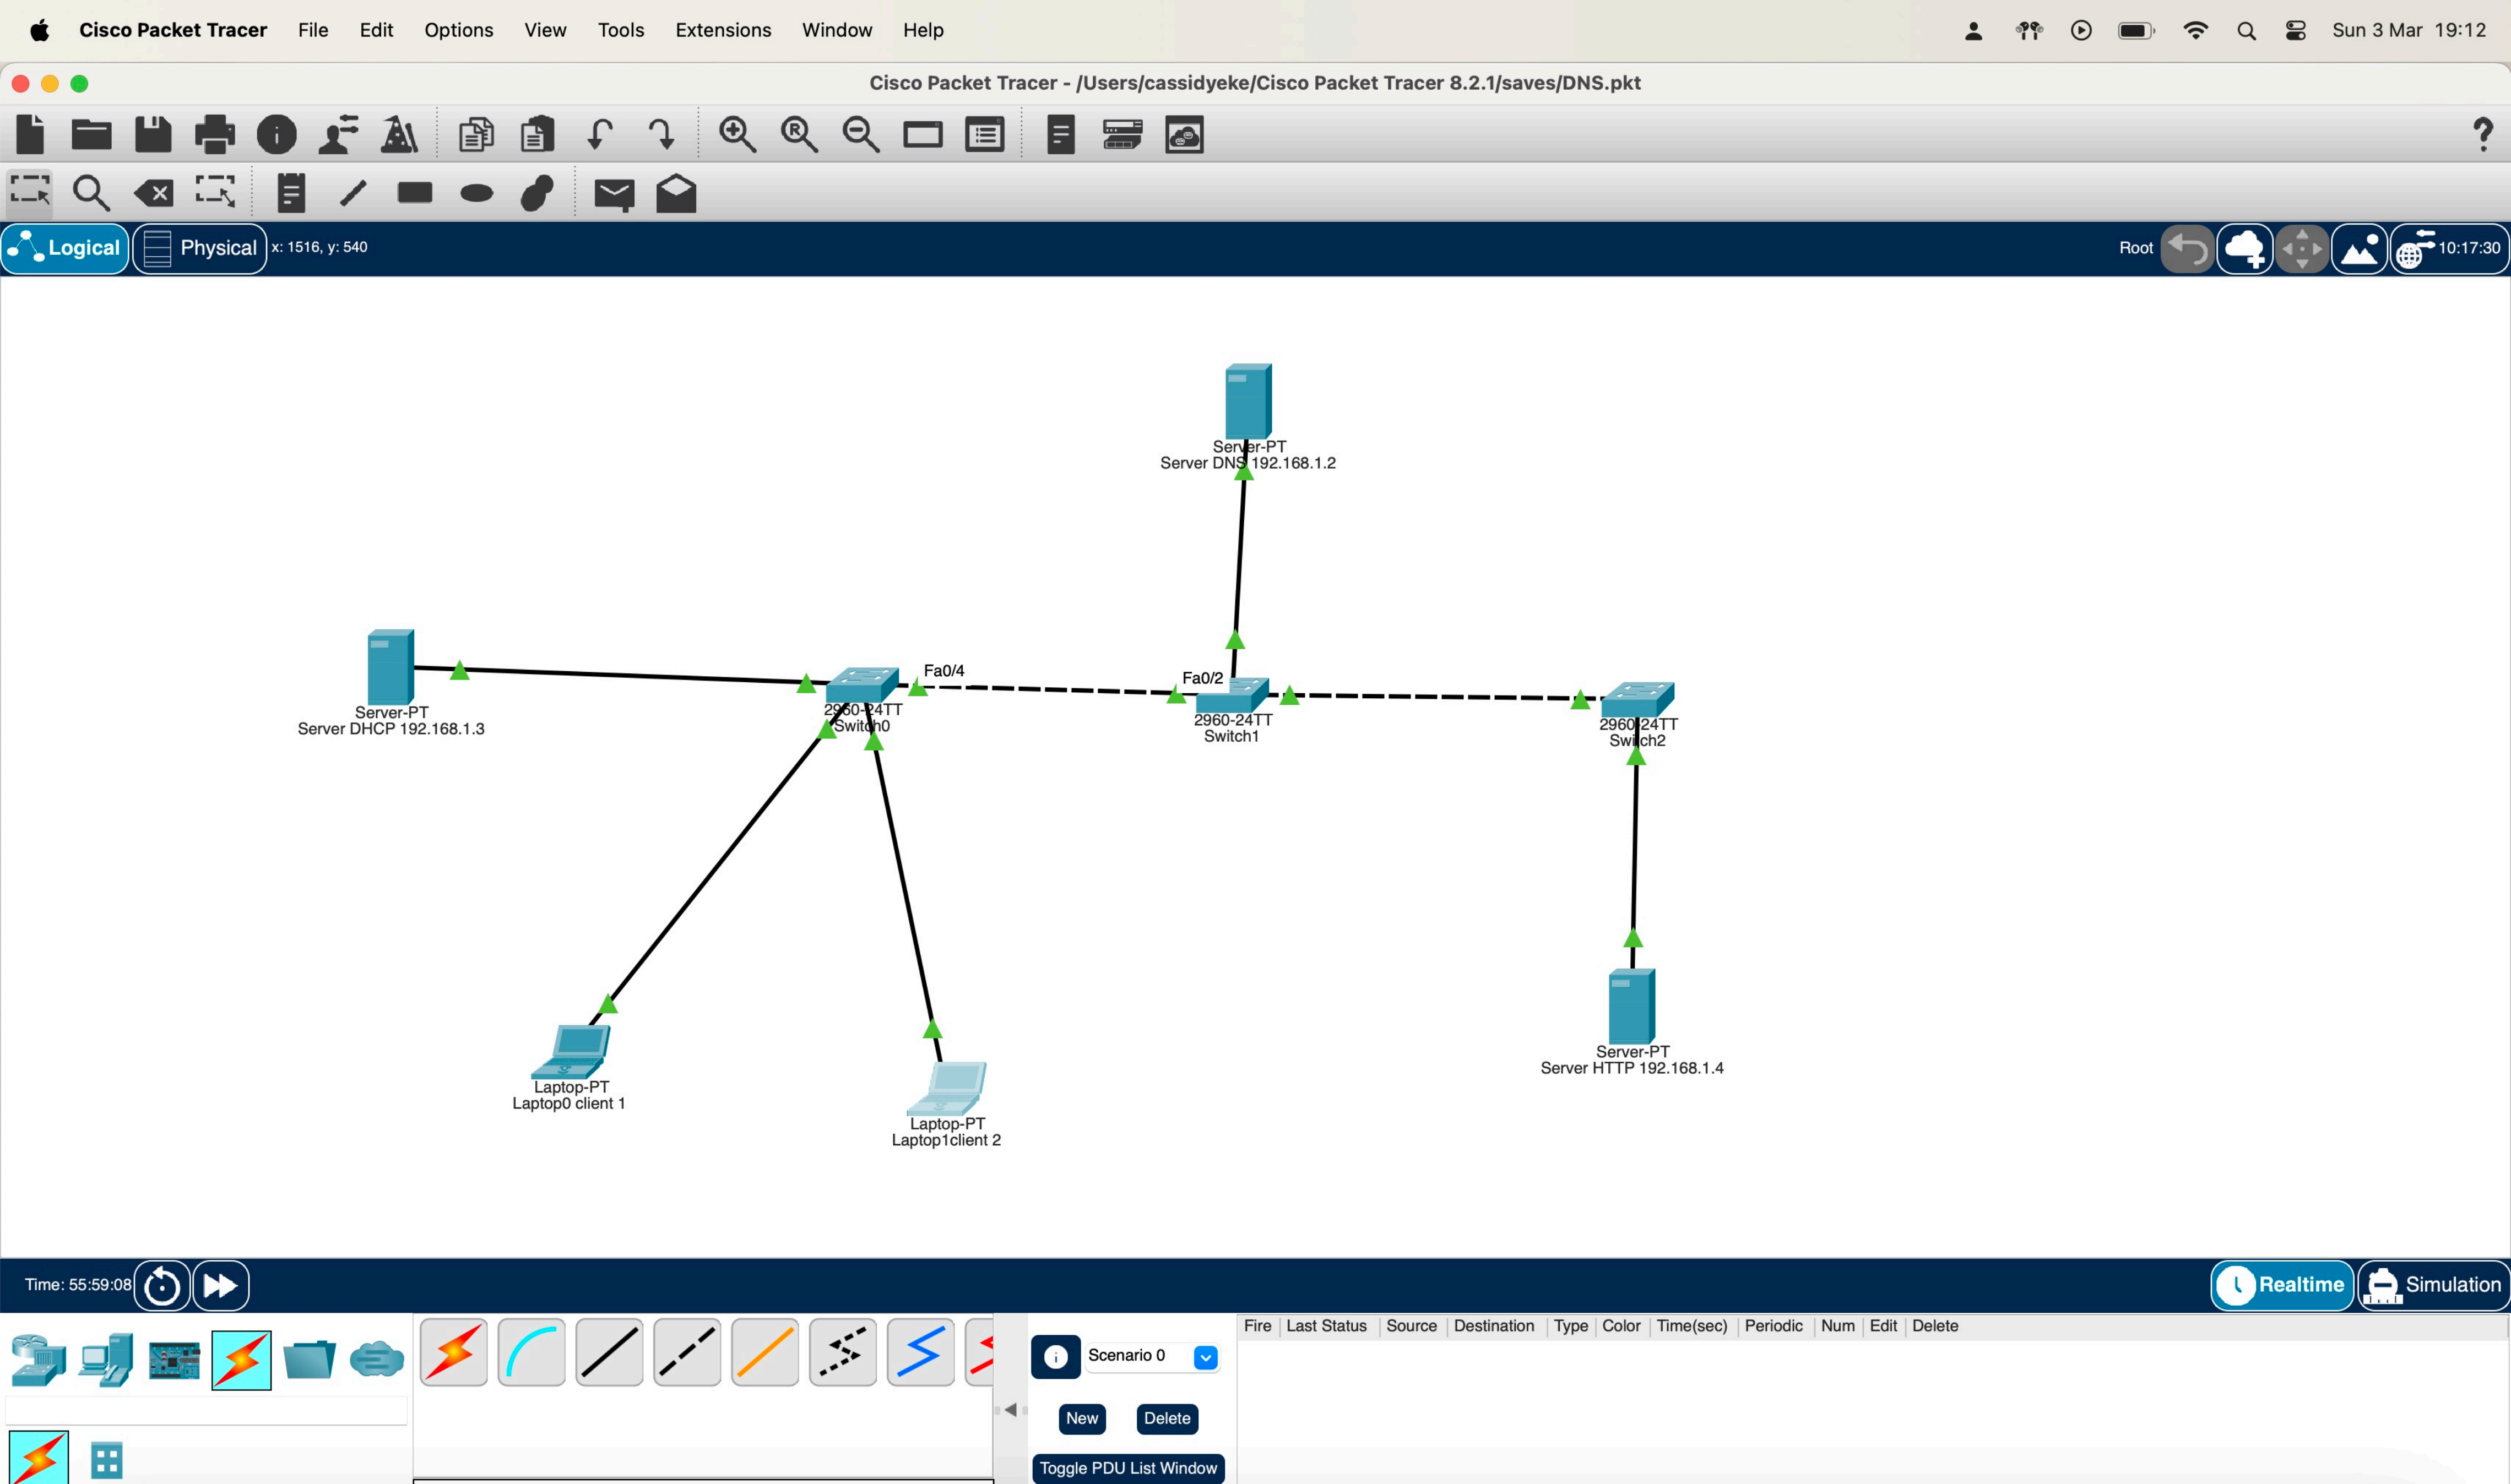 Cisco Packet Tracer File Edit Options View Tools Extensions Window Help Sun 3 Mar 19:12
Cisco Packet Tracer - /Users/cassidyeke/Cisco Packet Tracer 8.2.1/saves/DNS.pkt
Logical Physical x: 1516, y: 540 Root 10:17:30
Server-PT
Server DNS 192.168.1.2
Server-PT
Server DHCP 192.168.1.3
Fa0/4
2960-24TT
Switch0
Fa0/2
2960-24TT
Switch1
2960-24TT
Switch2
Laptop-PT
Laptop0 client 1
Laptop-PT
Laptop1client 2
Server-PT
Server HTTP 192.168.1.4
Time: 55:59:08 Realtime Simulation
Scenario 0
New Delete
Toggle PDU List Window
Fire Last Status Source Destination Type Color Time(sec) Periodic Num Edit Delete